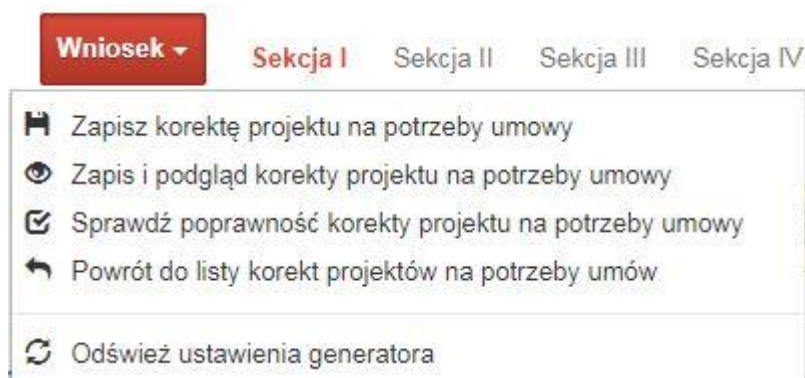 Wniosek Sekcja I Sekcja II Sekcja III Sekcja IV
Zapisz korektę projektu na potrzeby umowy
Zapis i podgląd korekty projektu na potrzeby umowy
Sprawdź poprawność korekty projektu na potrzeby umowy
Powrót do listy korekt projektów na potrzeby umów
Odśwież ustawienia generatora